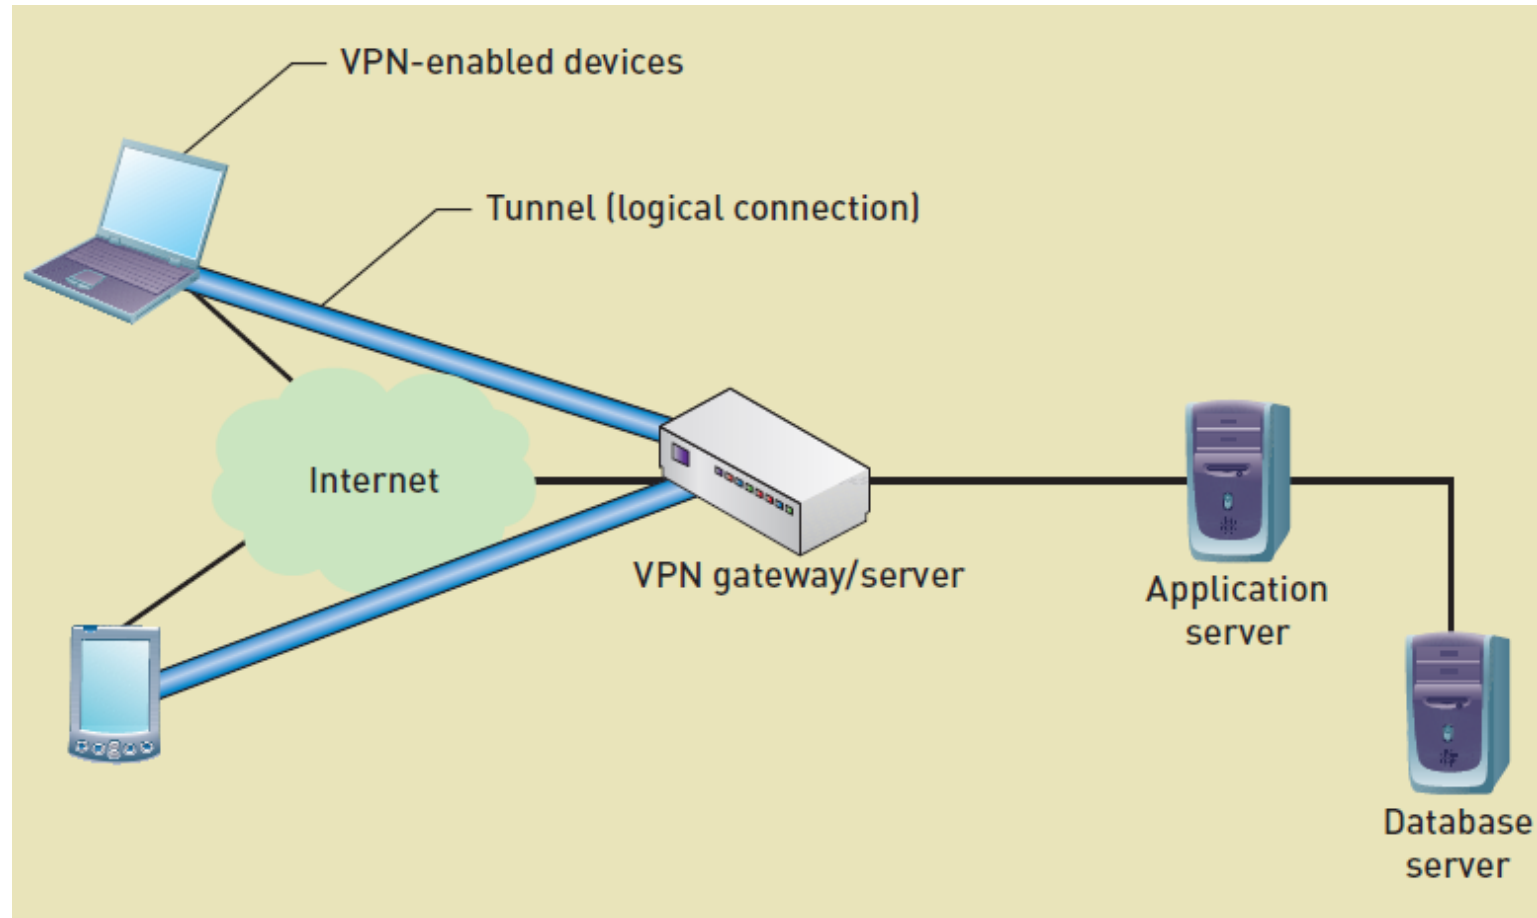 VPN-enabled devices
Tunnel (logical connection)
Internet
VPN gateway/server
Application
server
Database
server